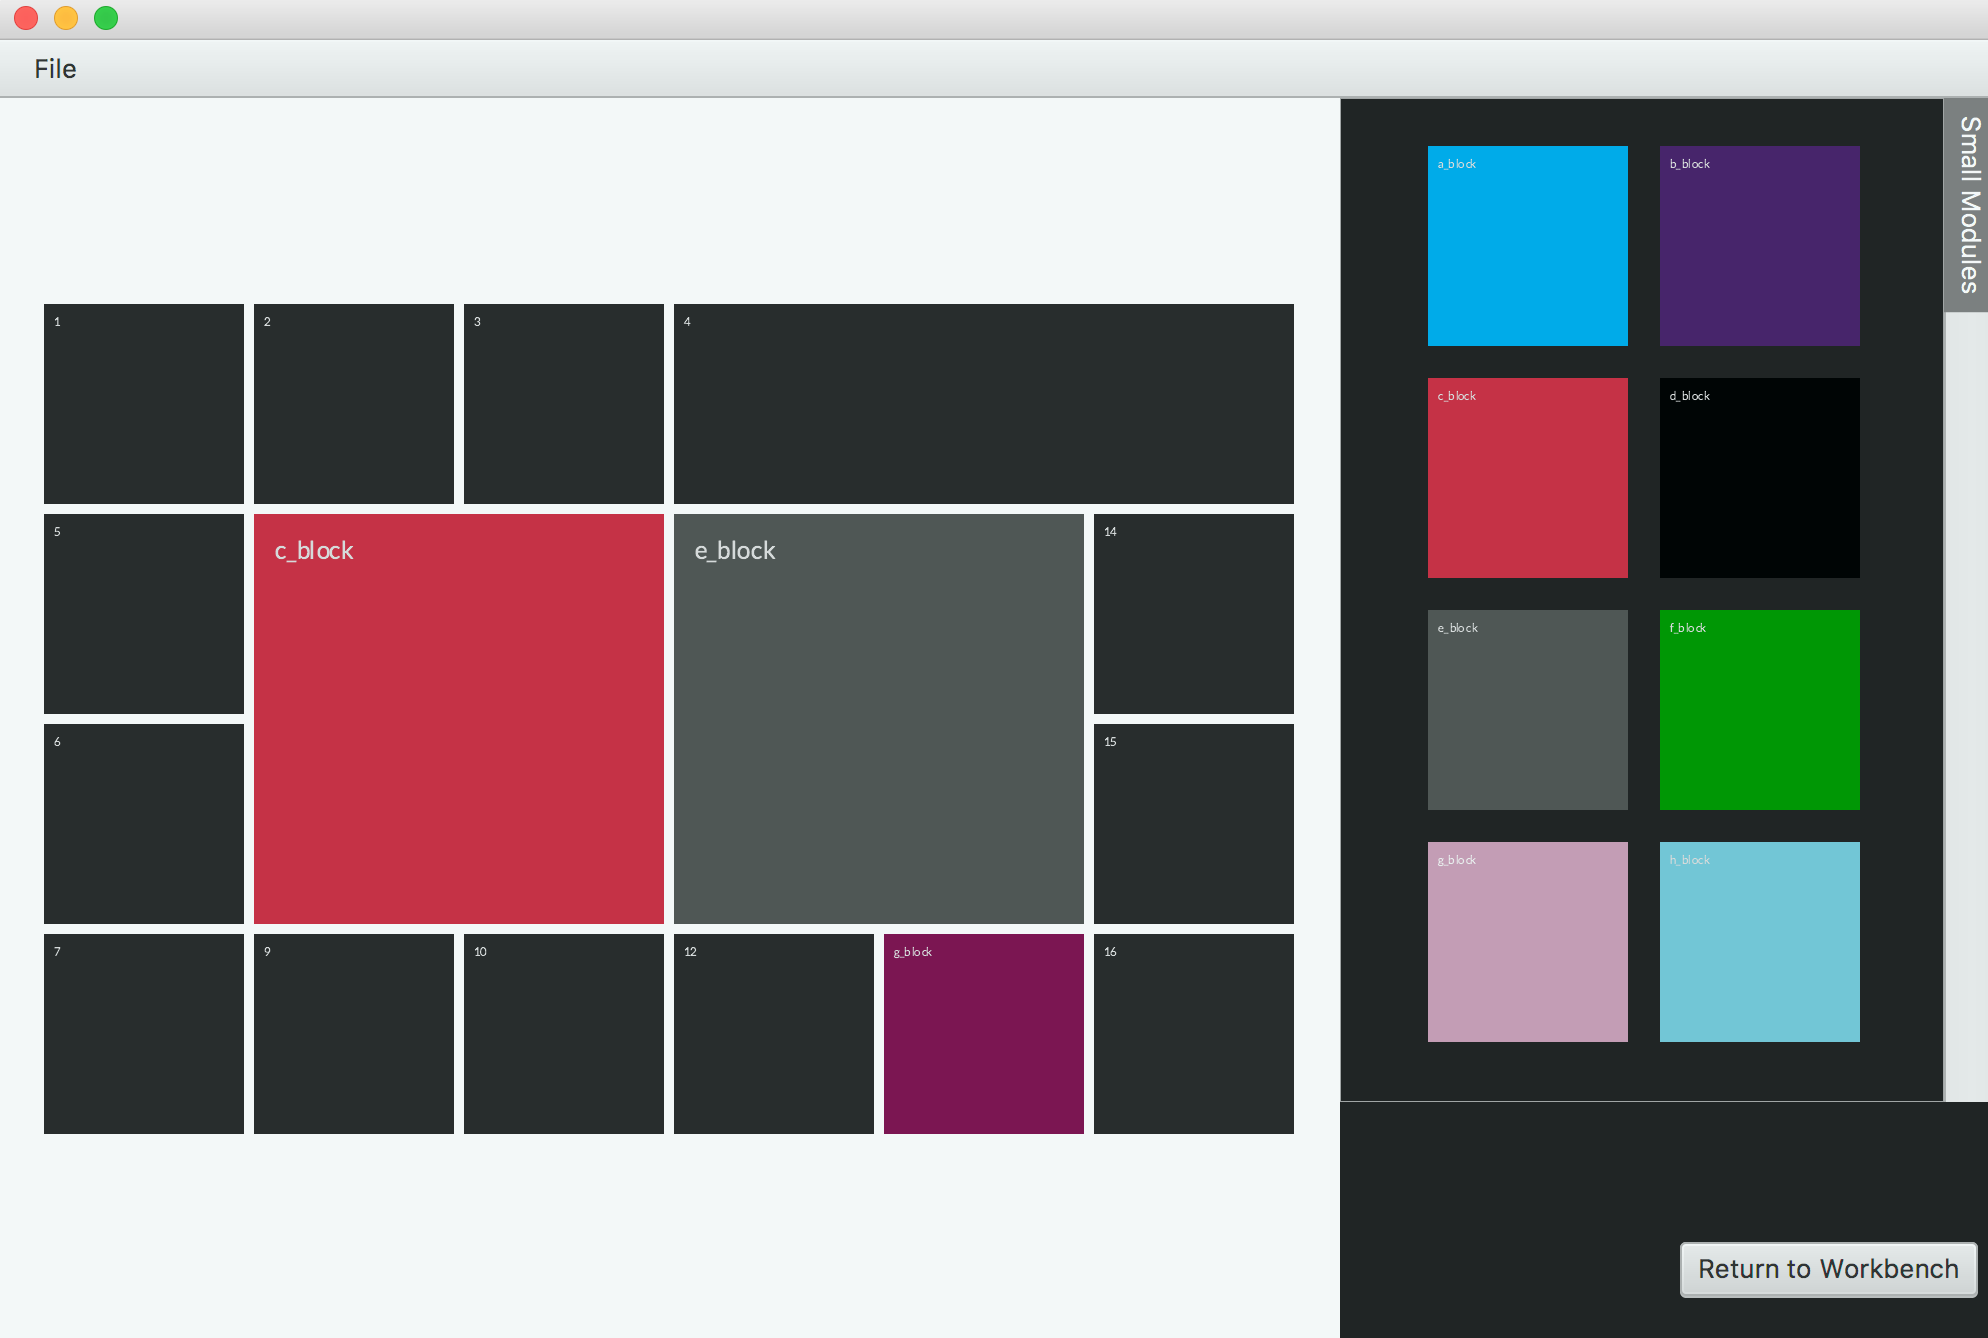 File
1
2
3
4
5
c_block
e_block
14
6
15
7
9
10
12
g_block
16
a_block
b_block
c_block
d_block
e_block
f_block
g_block
h_block
Small Modules
Return to Workbench